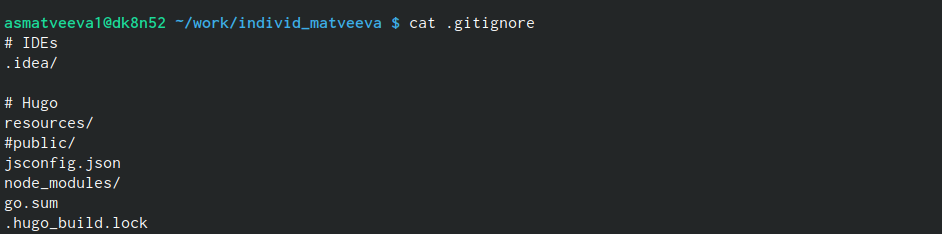 asmatveeva1@dk8n52 ~/work/individ_matveeva $ cat .gitignore
# IDEs
.idea/

# Hugo
resources/
#public/
jsconfig.json
node_modules/
go.sum
.hugo_build.lock